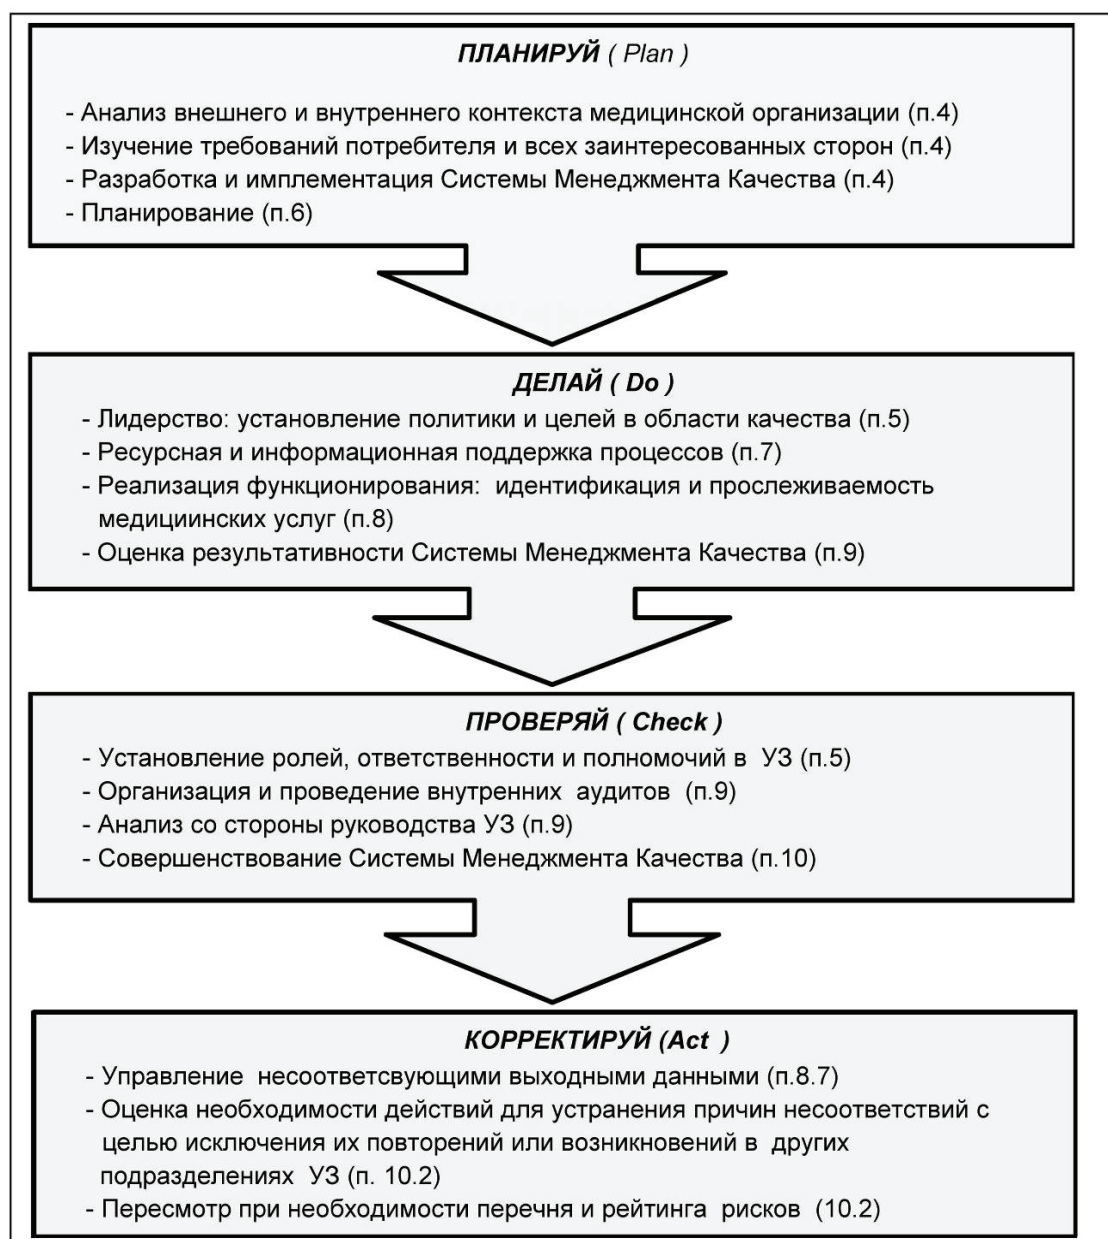 ПЛАНИРУЙ ( Plan )
- Анализ внешнего и внутреннего контекста медицинской организации (п.4)
- Изучение требований потребителя и всех заинтересованных сторон (п.4)
- Разработка и имплементация Системы Менеджмента Качества (п.4)
- Планирование (п.6)
ДЕЛАЙ ( Do )
- Лидерство: установление политики и целей в области качества (п.5)
- Ресурсная и информационная поддержка процессов (п.7)
- Реализация функционирования: идентификация и прослеживаемость
медициинских услуг (п.8)
- Оценка результативности Системы Менеджмента Качества (п.9)
ПРОВЕРЯЙ ( Check )
- Установление ролей, ответственности и полномочий в УЗ (п.5)
- Организация и проведение внутренних аудитов (п.9)
- Анализ со стороны руководства УЗ (п.9)
- Совершенствование Системы Менеджмента Качества (п.10)
КОРРЕКТИРУЙ (Act )
- Управление несоответсвующими выходными данными (п.8.7)
- Оценка необходимости действий для устранения причин несоответствий с
целью исключения их повторений или возникновений в других
подразделениях УЗ (п. 10.2)
- Пересмотр при необходимости перечня и рейтинга рисков (10.2)